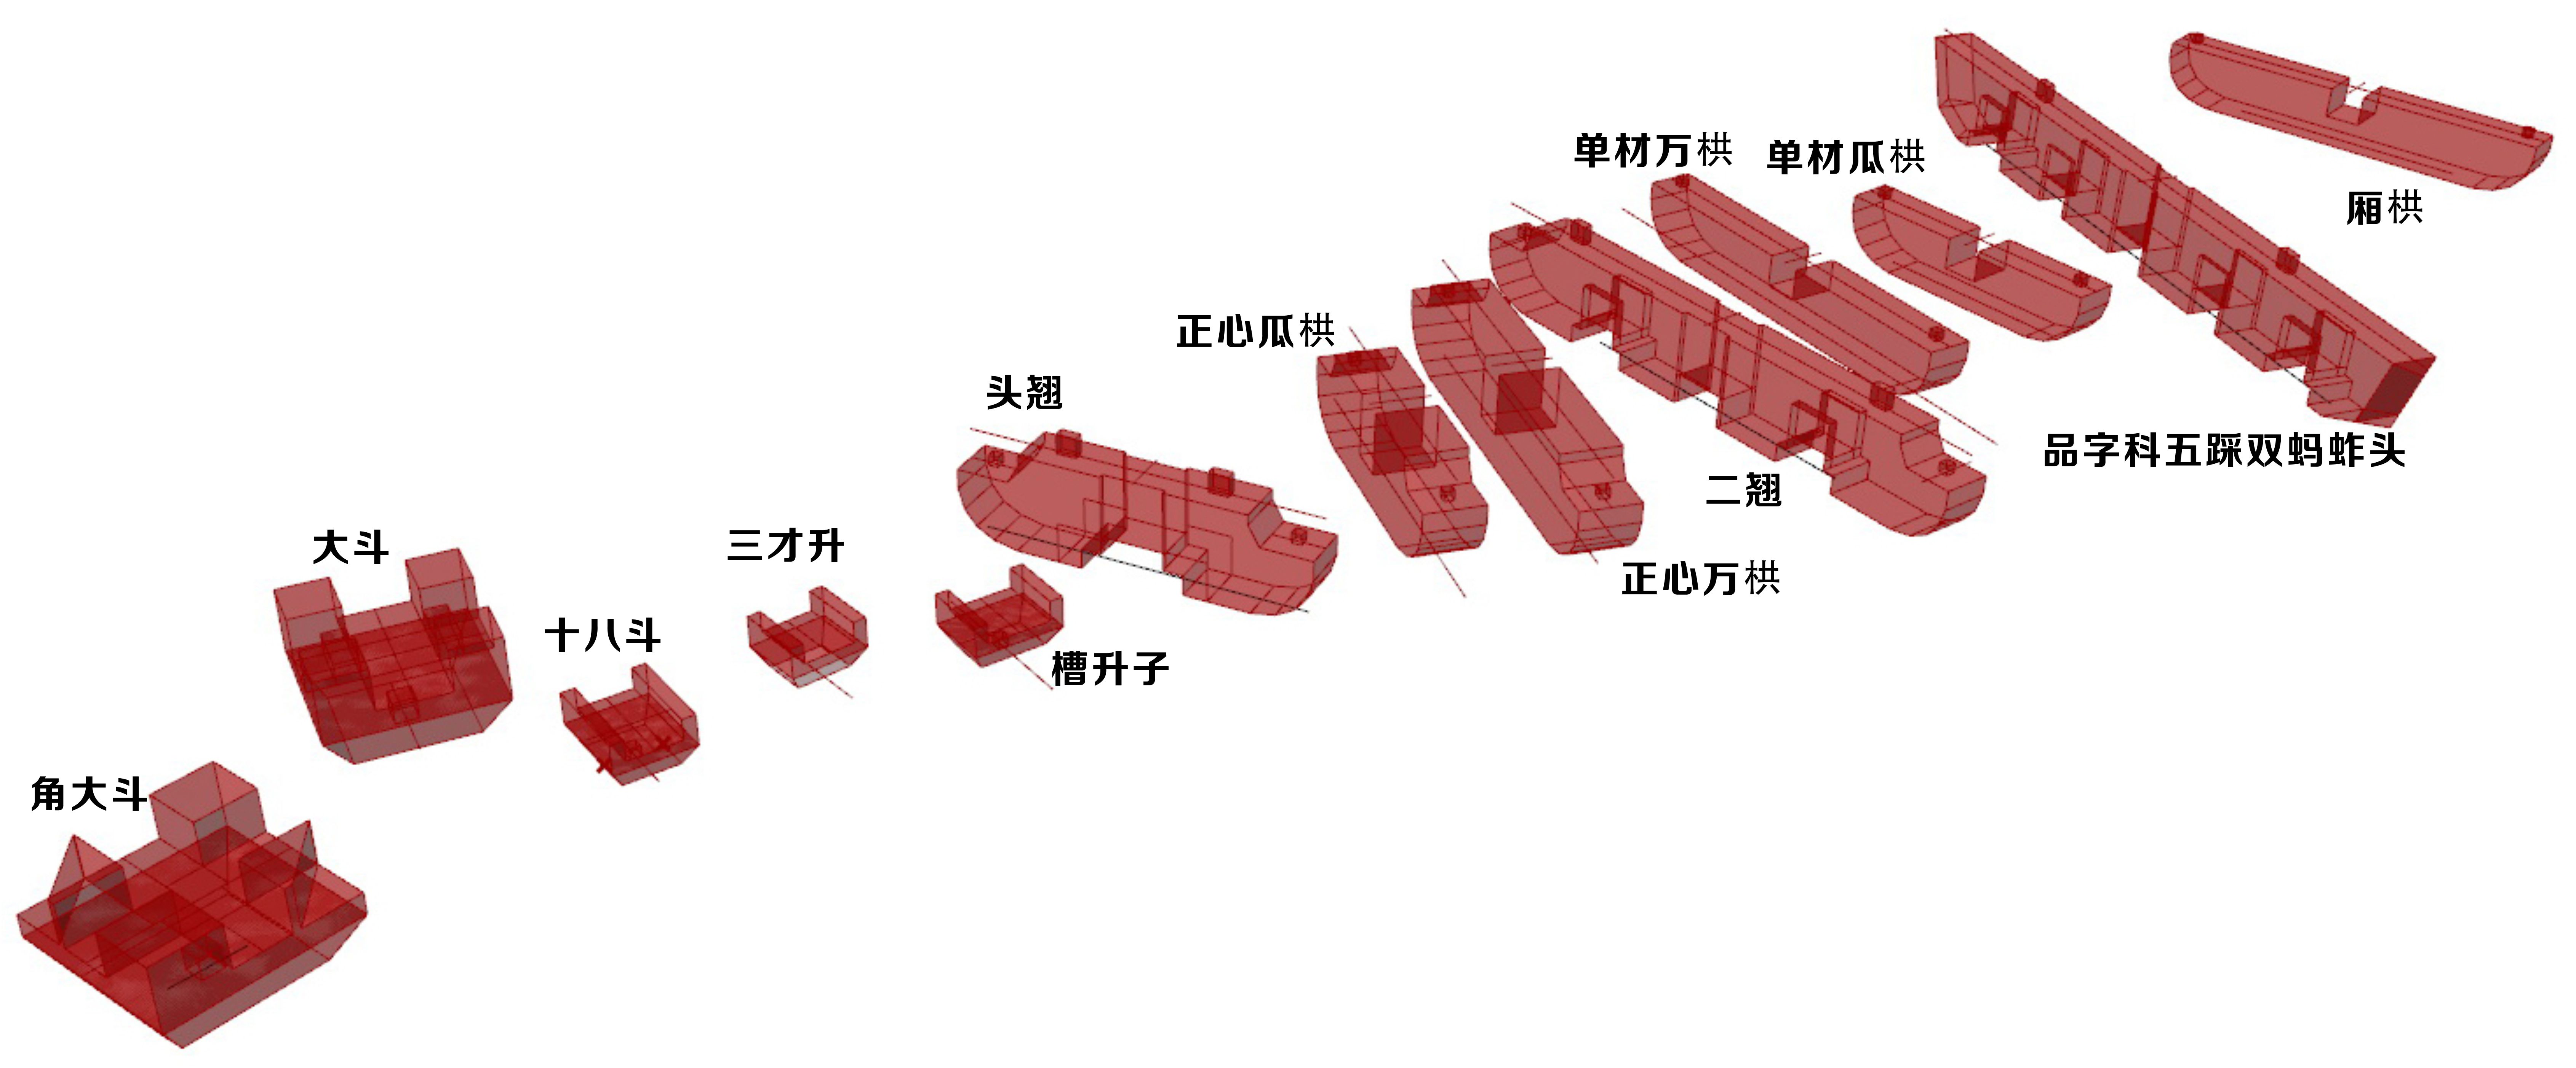 单材万栱
单材瓜栱
厢栱
正心瓜栱
头翘
品字科五踩双蚂蚱头
二翘
大斗
三才升
正心万栱
十八斗
槽升子
角大斗